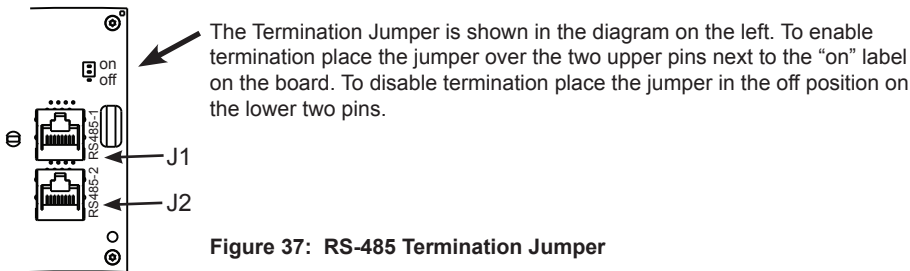 The Termination Jumper is shown in the diagram on the left. To enable
termination place the jumper over the two upper pins next to the “on” label
on the board. To disable termination place the jumper in the off position on
the lower two pins.
on
off
RS485-1
J1
RS485-2
J2
Figure 37: RS-485 Termination Jumper